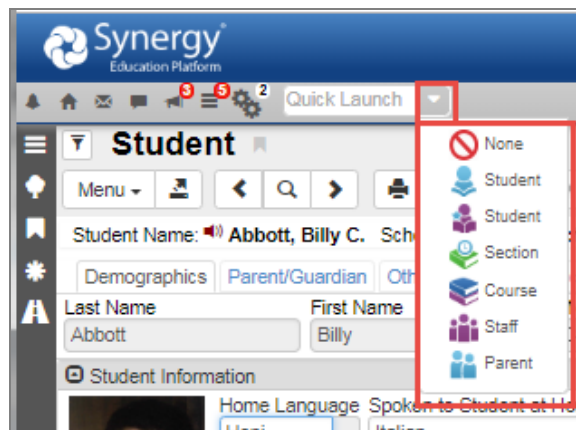 Synergy
Education Platform
3 5 2 Quick Launch
Student
None
Menu
Student
Student Name: Abbott, Billy C.
Student
Demographics Parent/Guardian
Section
Last Name First Name
Course
Abbott Billy
Staff
Student Information
Parent
Home Language Spoken to Student at
Italian